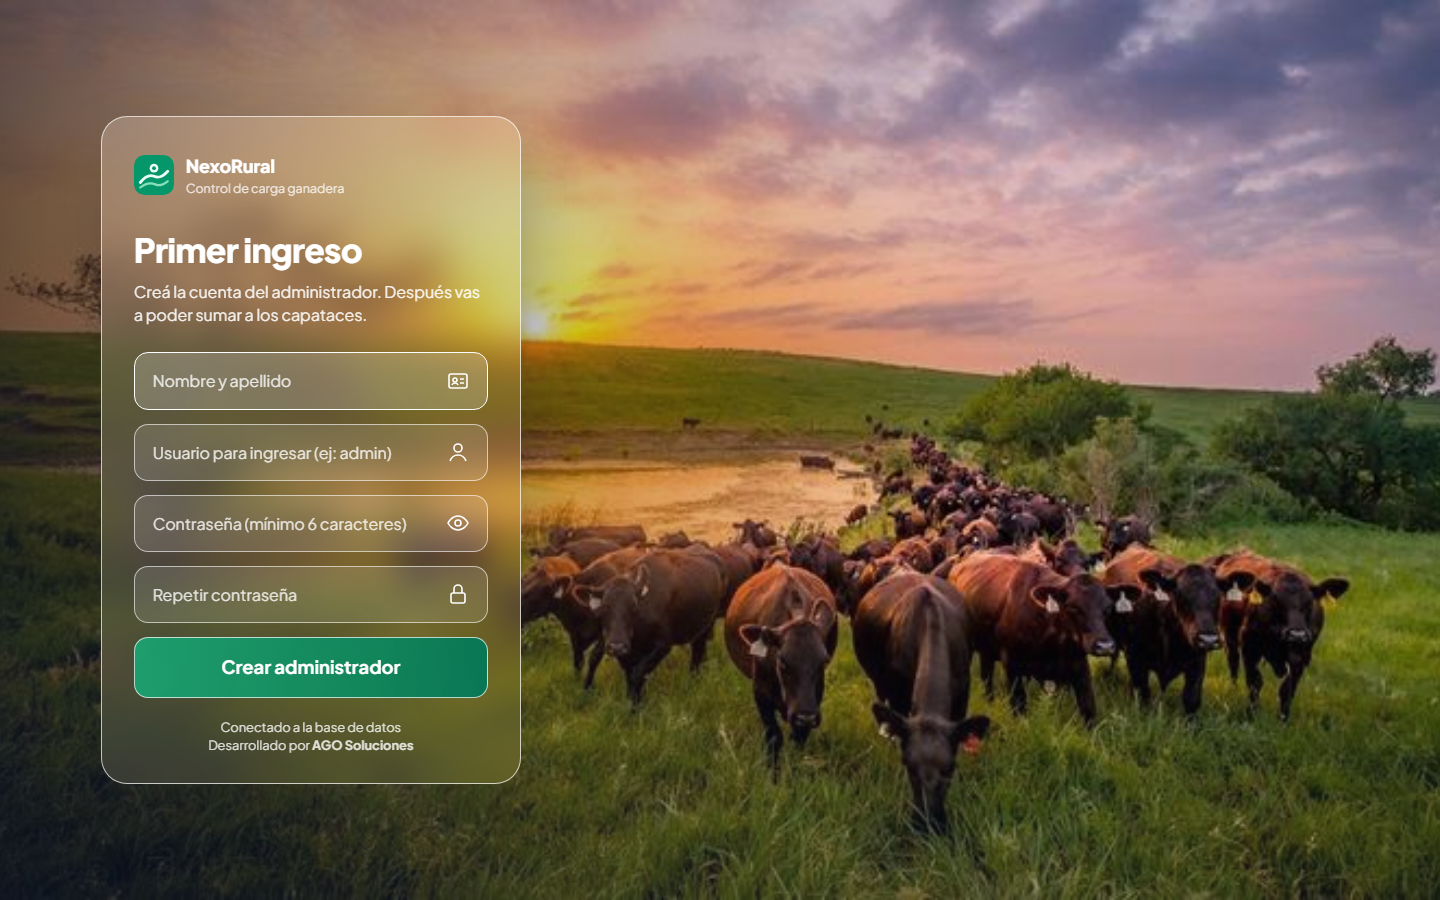 NexoRural
Control de carga ganadera
Primer ingreso
Creá la cuenta del administrador. Después vas
a poder sumar a los capataces.
Nombre y apellido
Usuario para ingresar (ej: admin)
Contraseña (mínimo 6 caracteres)
Repetir contraseña
Crear administrador
Conectado a la base de datos
Desarrollado por AGO Soluciones